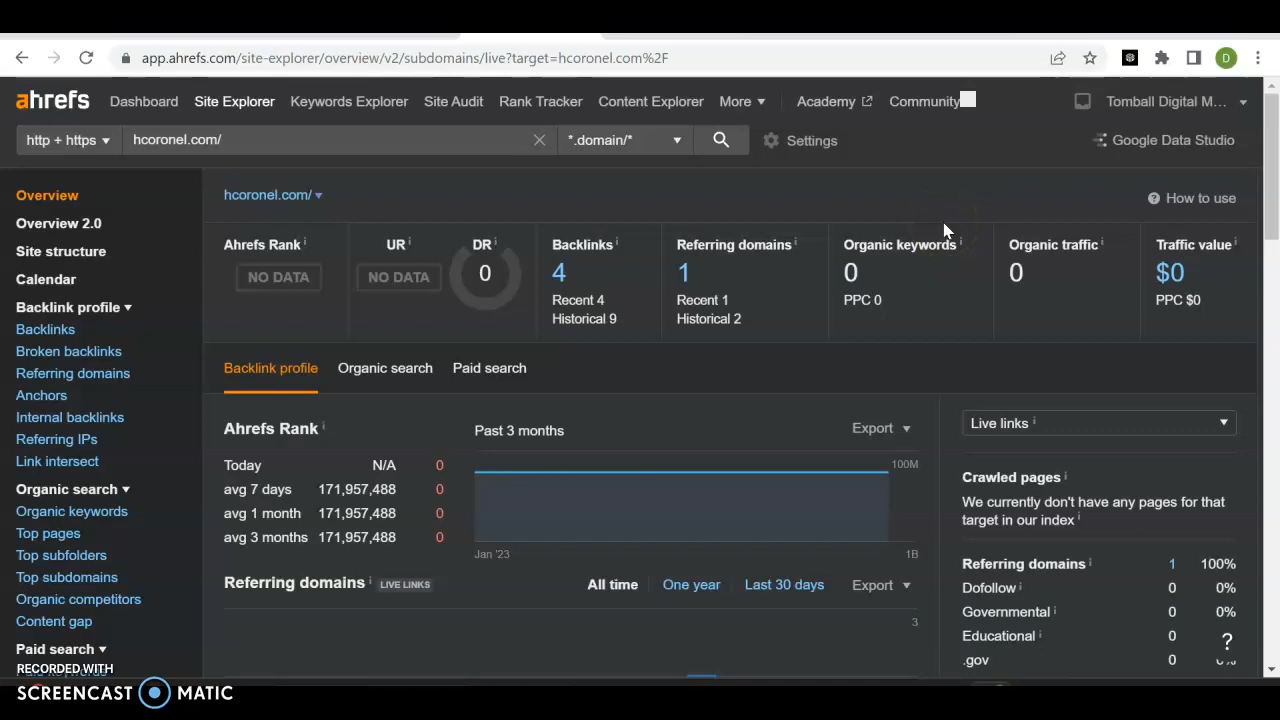 app.ahrefs.com/site-explorer/overview/v2/subdomains/live?target=hcoronel.com%2F
D
ahrefs Dashboard Site Explorer Keywords Explorer Site Audit Rank Tracker Content Explorer More Academy Community Tomball Digital M...
http + https hcoronel.com/ *.domain/* Settings Google Data Studio
Overview
Overview 2.0
Site structure
Calendar
Backlink profile
Backlinks
Broken backlinks
Referring domains
Anchors
Internal backlinks
Referring IPs
Link intersect
Organic search
Organic keywords
Top pages
Top subfolders
Top subdomains
Organic competitors
Content gap
Paid search
hcoronel.com/ How to use
Ahrefs Rank UR DR Backlinks Referring domains Organic keywords Organic traffic Traffic value
NO DATA NO DATA 0 4 1 0 0 $0
Recent 4 Recent 1 PPC 0 PPC $0
Historical 9 Historical 2
Backlink profile Organic search Paid search
Ahrefs Rank Past 3 months Export
Today N/A 0 100M
avg 7 days 171,957,488 0
avg 1 month 171,957,488 0
avg 3 months 171,957,488 0
Jan '23 1B
Referring domains LIVE LINKS All time One year Last 30 days Export
3
Live links
Crawled pages
We currently don't have any pages for that
target in our index
Referring domains 1 100%
Dofollow 0 0%
Governmental 0 0%
Educational 0 0%
.gov 0
?
RECORDED WITH
SCREENCAST MATIC